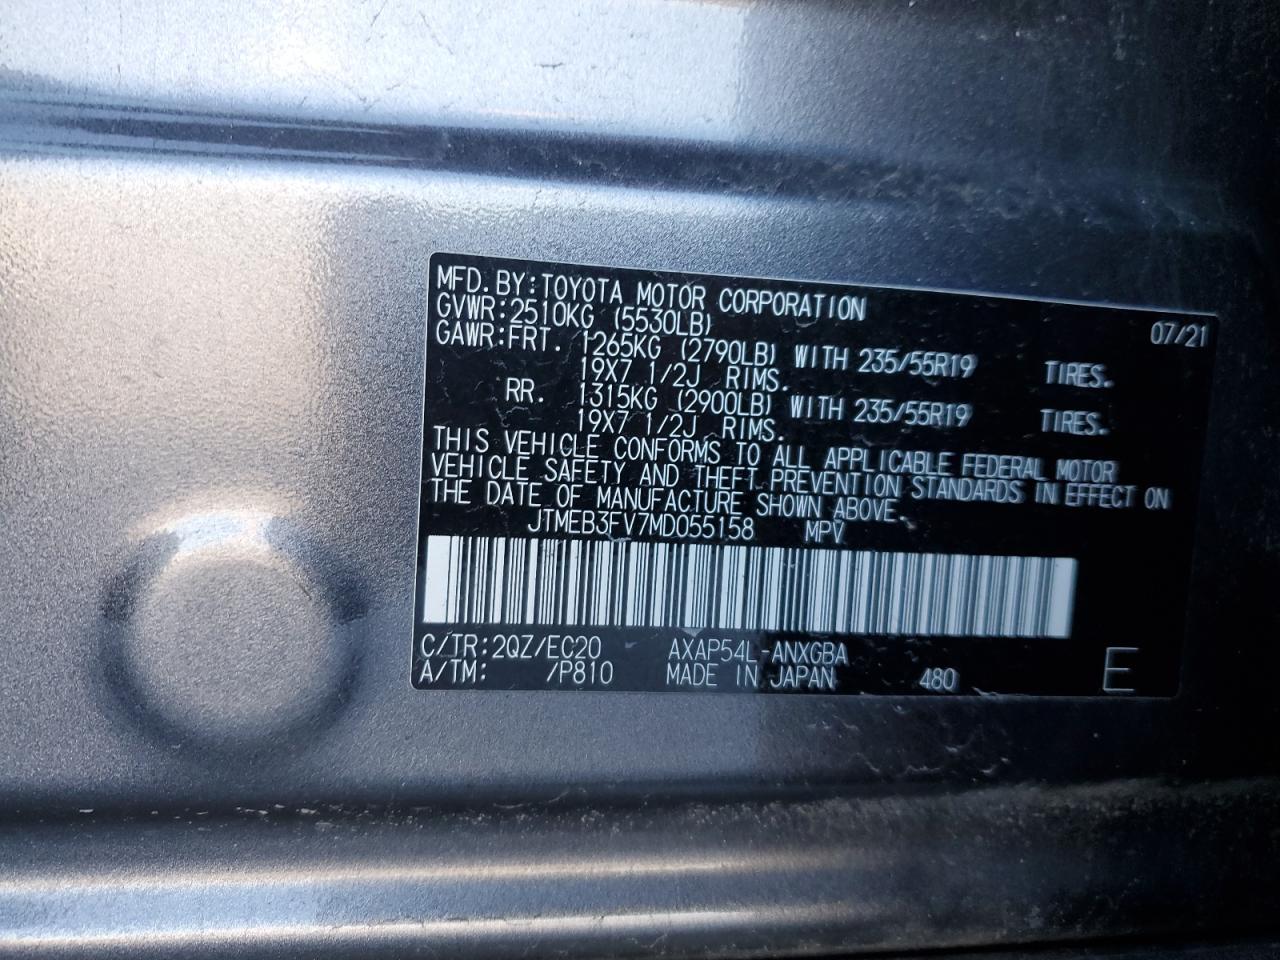 MFD. BY: TOYOTA MOTOR CORPORATION 07/21
GVWR: 2510KG (5530LB)
GAWR: FRT. 1265KG (2790LB) WITH 235/55R19 TIRES.
19X7 1/2J RIMS.
RR. 1315KG (2900LB) WITH 235/55R19 TIRES.
19X7 1/2J RIMS.
THIS VEHICLE CONFORMS TO ALL APPLICABLE FEDERAL MOTOR
VEHICLE SAFETY AND THEFT PREVENTION STANDARDS IN EFFECT ON
THE DATE OF MANUFACTURE SHOWN ABOVE.
JTMEB3FV7MD055158 MPV
C/TR: 2QZ/EC20 AXAP54L-ANXGBA
A/TM: /P810 MADE IN JAPAN 480 E